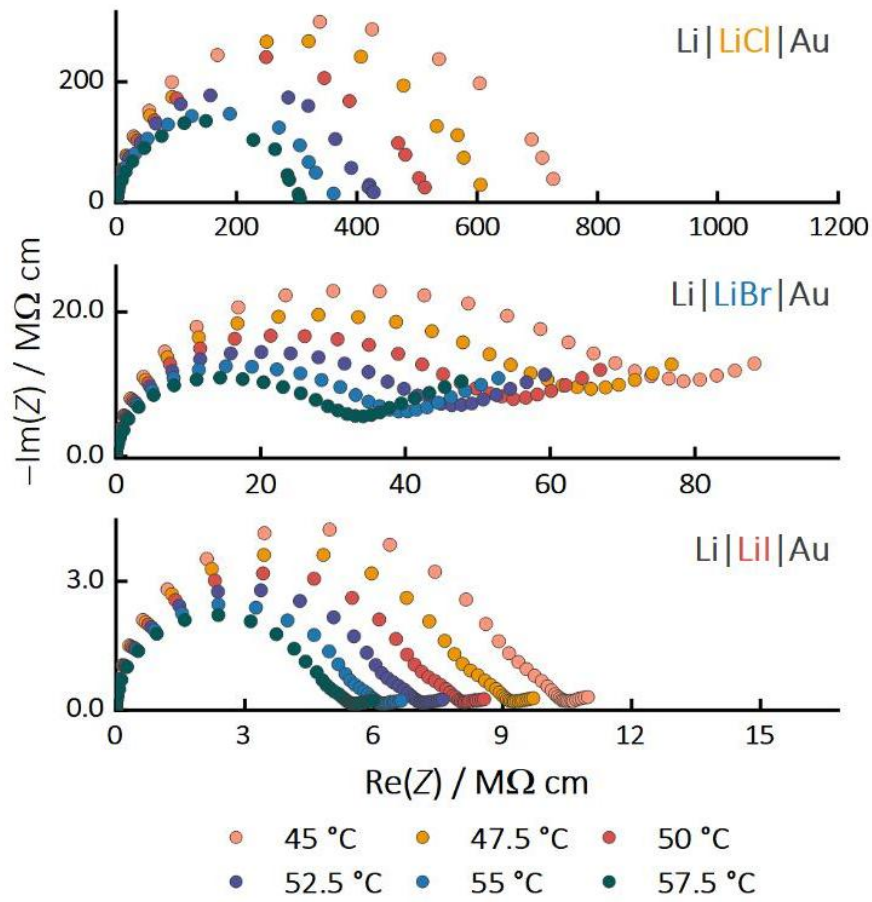 Li|LiCl|Au
200
0
0 200 400 600 800 1000 1200
Li|LiBr|Au
20.0
0.0
−Im(Z) / MΩ cm
0 20 40 60 80
Li|LiI|Au
3.0
0.0
0 3 6 9 12 15
Re(Z) / MΩ cm
45 °C 47.5 °C 50 °C
52.5 °C 55 °C 57.5 °C